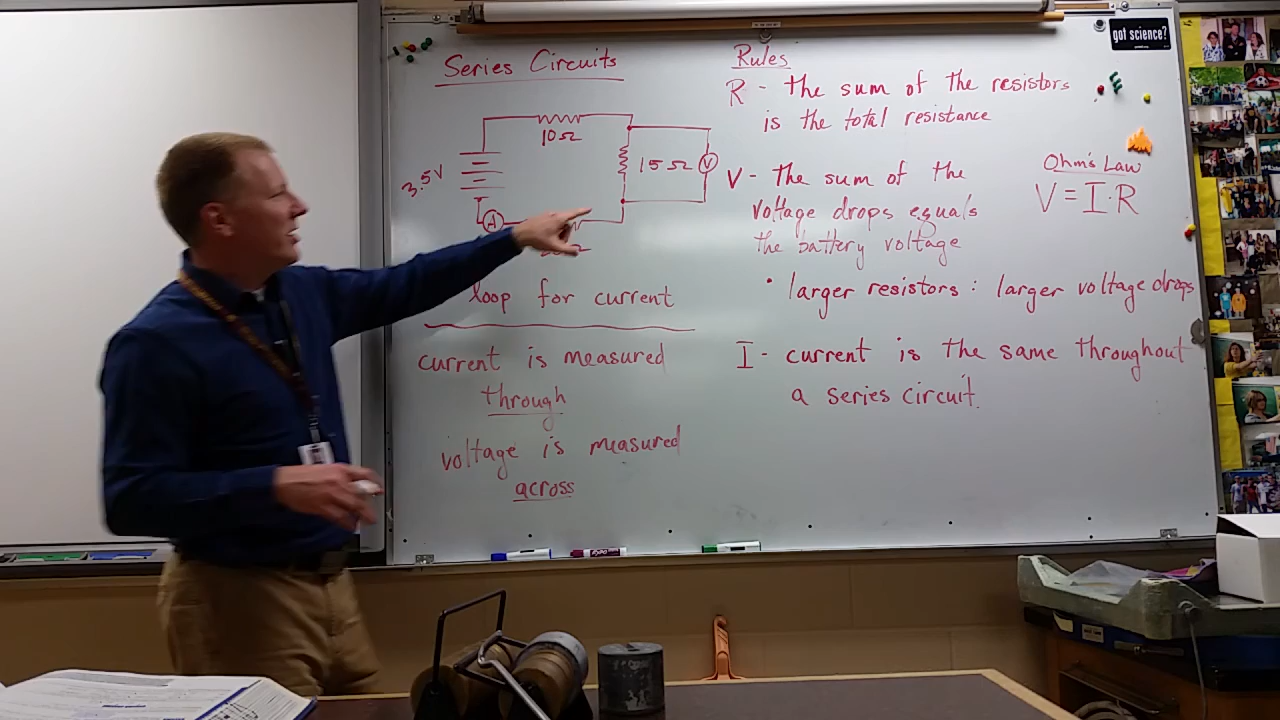 Series Circuits
10Ω
3.5V
15Ω
V
A
loop for current
current is measured
through
voltage is measured
across
Rules
R - the sum of the resistors
is the total resistance
V - the sum of the
voltage drops equals
the battery voltage
• larger resistors : larger voltage drops
I - current is the same throughout
a series circuit.
Ohm's Law
V = I·R
got science?
EXPO